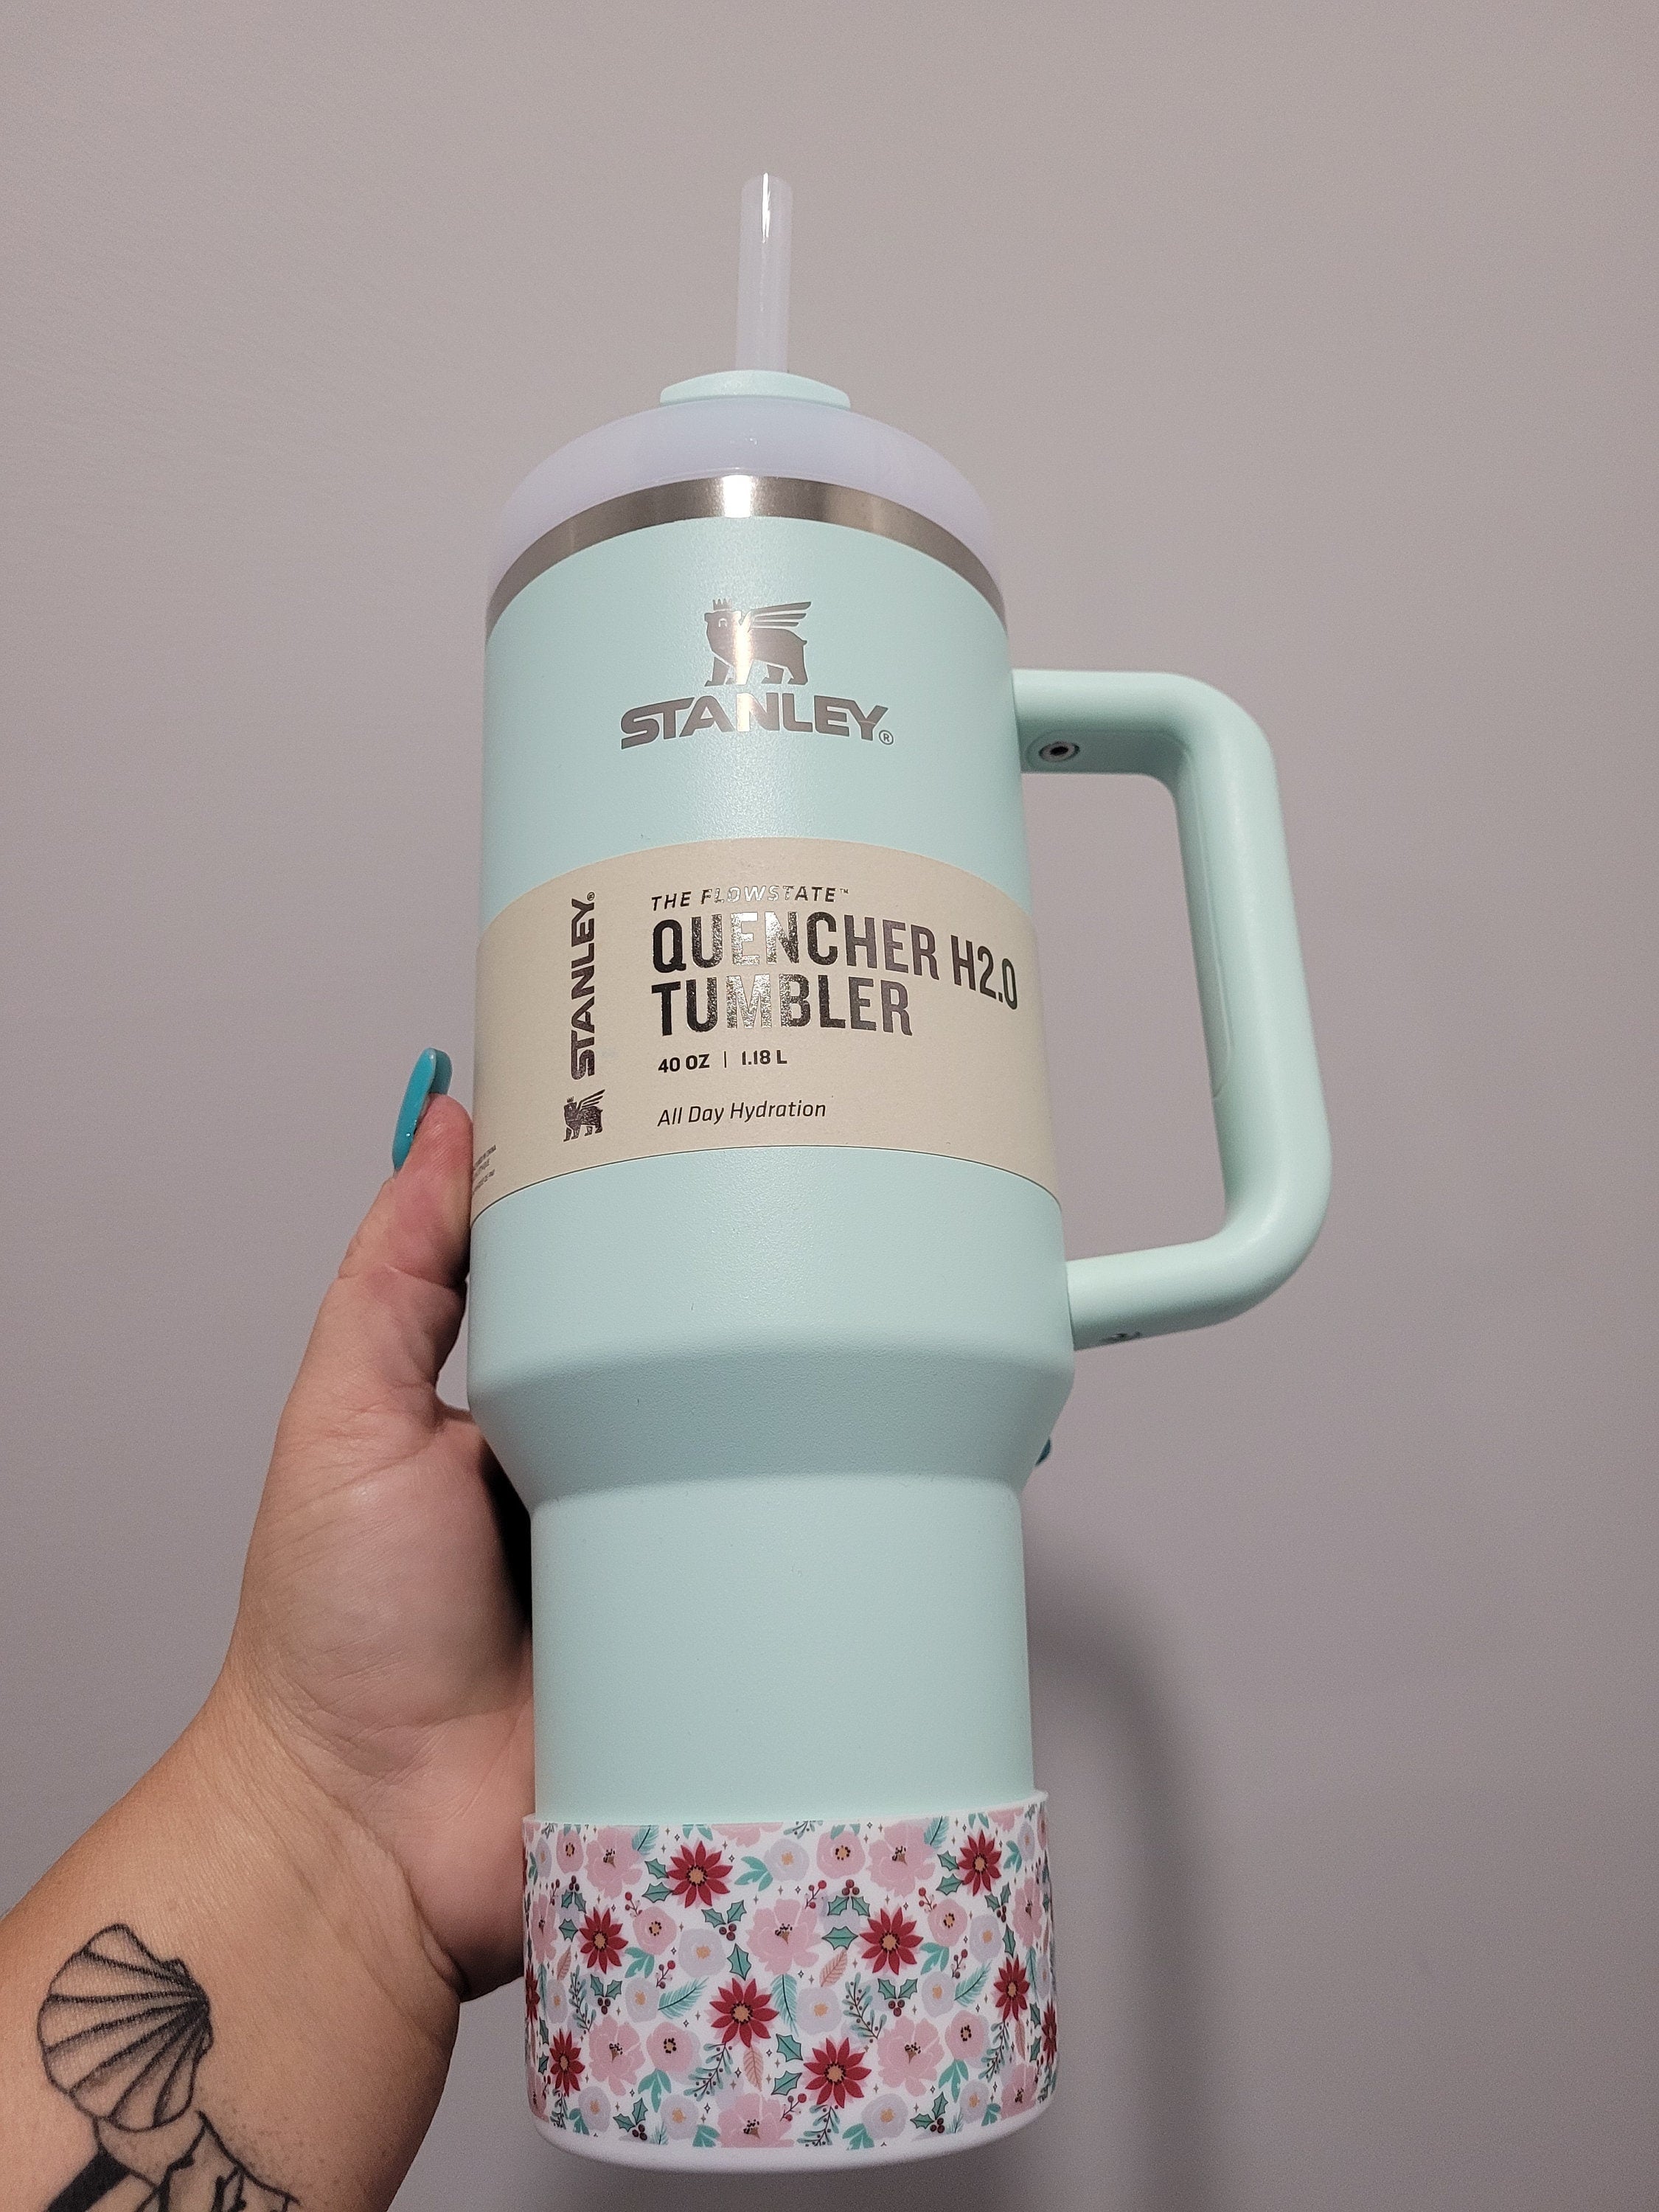 STANLEY®
STANLEY®
THE FLOWSTATE™
QUENCHER H2.0
TUMBLER
40 OZ | 1.18 L
All Day Hydration